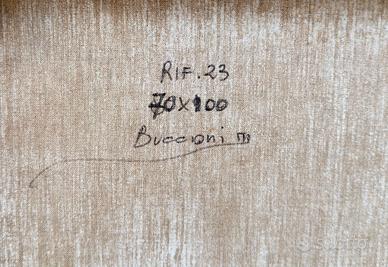 RIF. 23
70X100
Buccioni m